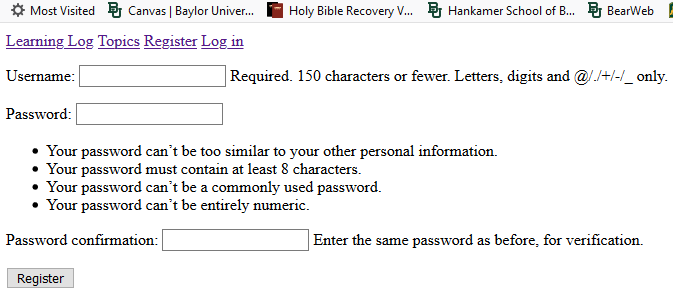 Most Visited Canvas | Baylor Univer... Holy Bible Recovery V... Hankamer School of B... BearWeb
Learning Log Topics Register Log in
Username: Required. 150 characters or fewer. Letters, digits and @/./+/-/_ only.
Password:
• Your password can't be too similar to your other personal information.
• Your password must contain at least 8 characters.
• Your password can't be a commonly used password.
• Your password can't be entirely numeric.
Password confirmation: Enter the same password as before, for verification.
Register